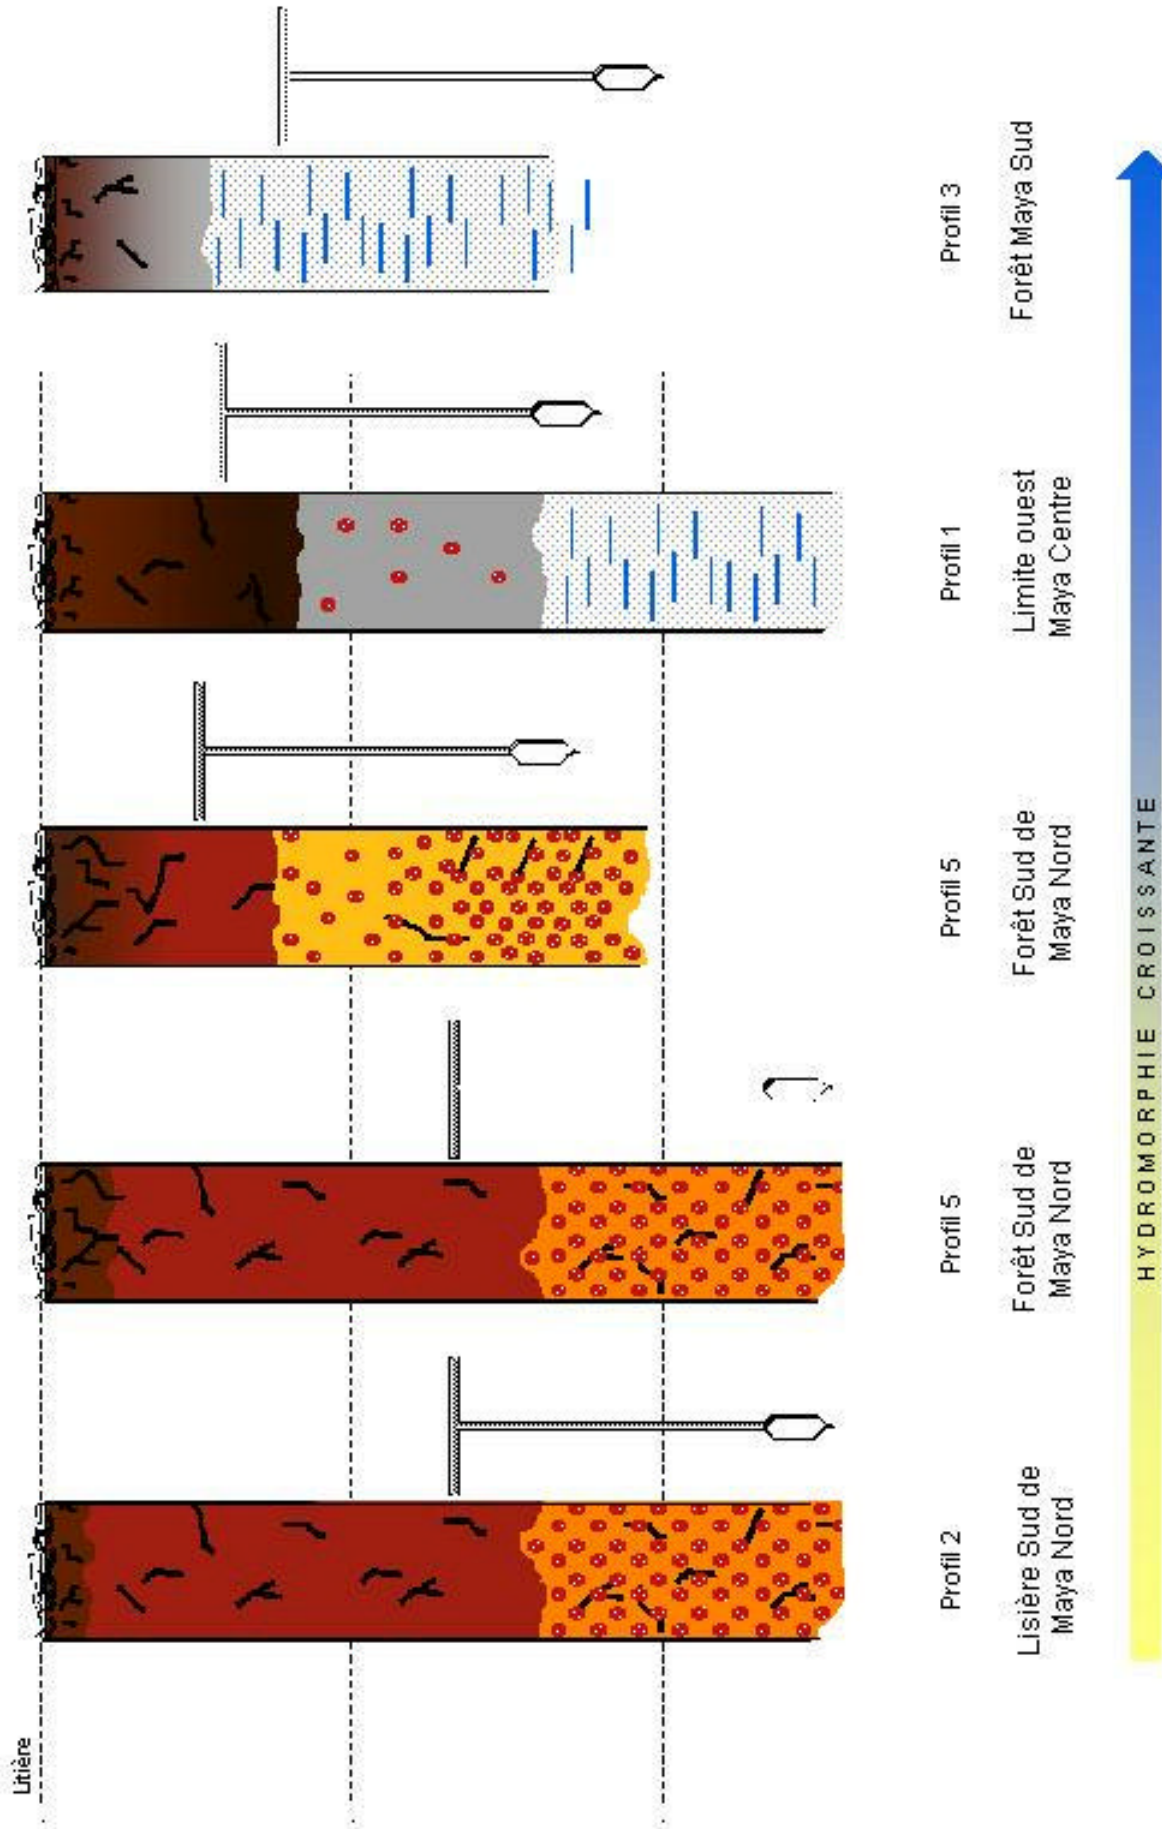 Litière
Profil 2
Lisière Sud de
Maya Nord
Profil 5
Forêt Sud de
Maya Nord
Profil 5
Forêt Sud de
Maya Nord
Profil 1
Limite ouest
Maya Centre
Profil 3
Forêt Maya Sud
HYDROMORPHIE CROISSANTE